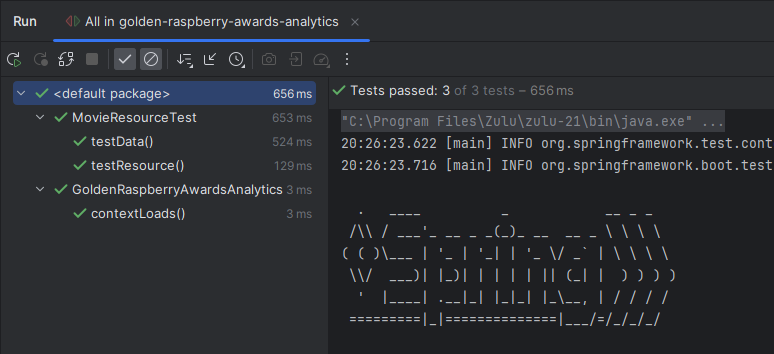 Run All in golden-raspberry-awards-analytics
<default package> 656 ms
MovieResourceTest 653 ms
testData() 524 ms
testResource() 129 ms
GoldenRaspberryAwardsAnalytics 3 ms
contextLoads() 3 ms
Tests passed: 3 of 3 tests – 656 ms
"C:\Program Files\Zulu\zulu-21\bin\java.exe" ...
20:26:23.622 [main] INFO org.springframework.test.cont
20:26:23.716 [main] INFO org.springframework.boot.test
  .   ____          _            __ _ _
 /\\ / ___'_ __ _ _(_)_ __  __ _ \ \ \ \
( ( )\___ | '_ | '_| | '_ \/ _` | \ \ \ \
 \\/  ___)| |_)| | | | | || (_| |  ) ) ) )
  '  |____| .__|_| |_|_| |_\__, | / / / /
 =========|_|==============|___/=/_/_/_/